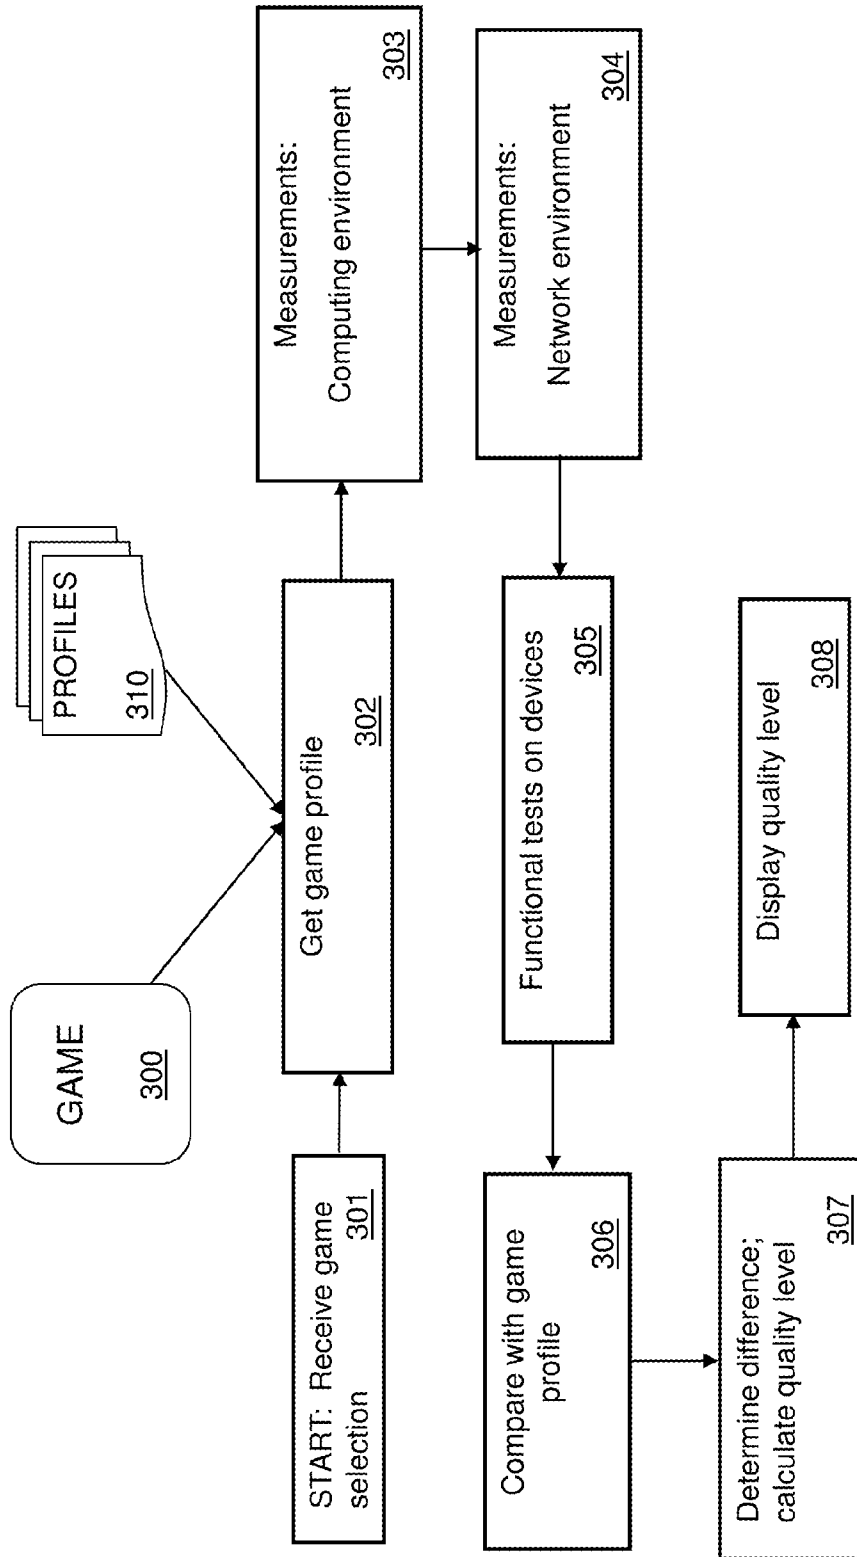 GAME
300
PROFILES
310
START: Receive game
selection
301
Get game profile
302
Measurements:
Computing environment
303
Measurements:
Network environment
304
Functional tests on devices
305
Compare with game
profile
306
Determine difference;
calculate quality level
307
Display quality level
308